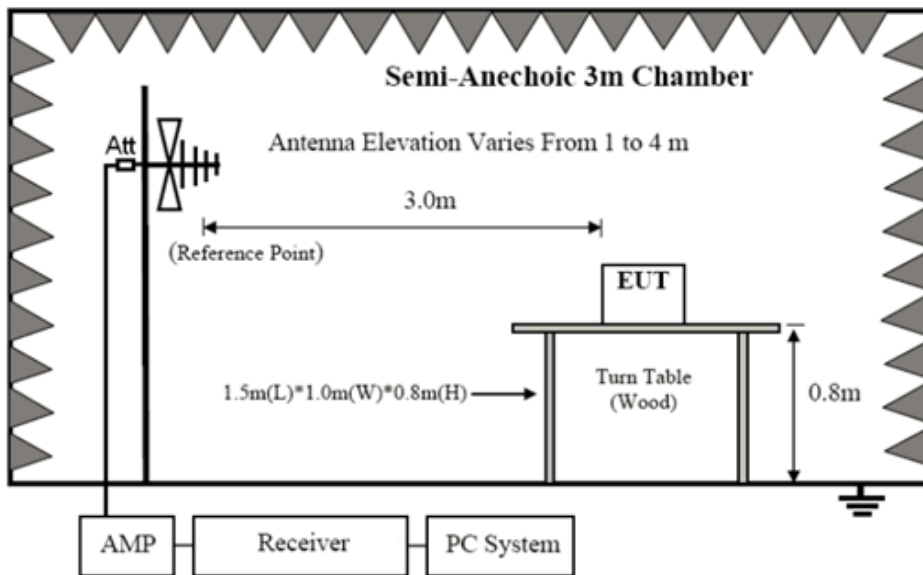 Semi-Anechoic 3m Chamber
Att
Antenna Elevation Varies From 1 to 4 m
3.0m
(Reference Point)
EUT
1.5m(L)*1.0m(W)*0.8m(H)
Turn Table
(Wood)
0.8m
AMP
Receiver
PC System